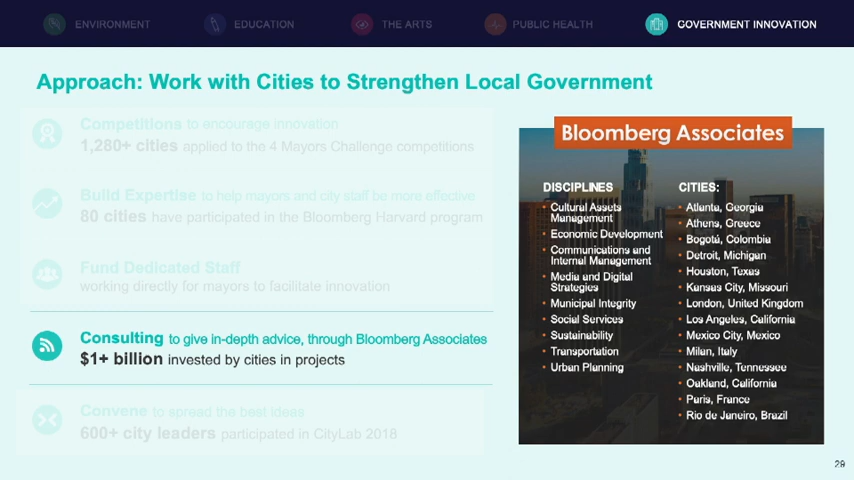 ENVIRONMENT
EDUCATION
THE ARTS
PUBLIC HEALTH
GOVERNMENT INNOVATION
Approach: Work with Cities to Strengthen Local Government
Competitions to encourage innovation
1,280+ cities applied to the 4 Mayors Challenge competitions
Build Expertise to help mayors and city staff be more effective
80 cities have participated in the Bloomberg Harvard program
Fund Dedicated Staff
working directly for mayors to facilitate innovation
Consulting to give in-depth advice, through Bloomberg Associates
$1+ billion invested by cities in projects
Convene to spread the best ideas
600+ city leaders participated in CityLab 2018
Bloomberg Associates
DISCIPLINES
• Cultural Assets
Management
• Economic Development
• Communications and
Internal Management
• Media and Digital
Strategies
• Municipal Integrity
• Social Services
• Sustainability
• Transportation
• Urban Planning
CITIES:
• Atlanta, Georgia
• Athens, Greece
• Bogotá, Colombia
• Detroit, Michigan
• Houston, Texas
• Kansas City, Missouri
• London, United Kingdom
• Los Angeles, California
• Mexico City, Mexico
• Milan, Italy
• Nashville, Tennessee
• Oakland, California
• Paris, France
• Rio de Janeiro, Brazil
29